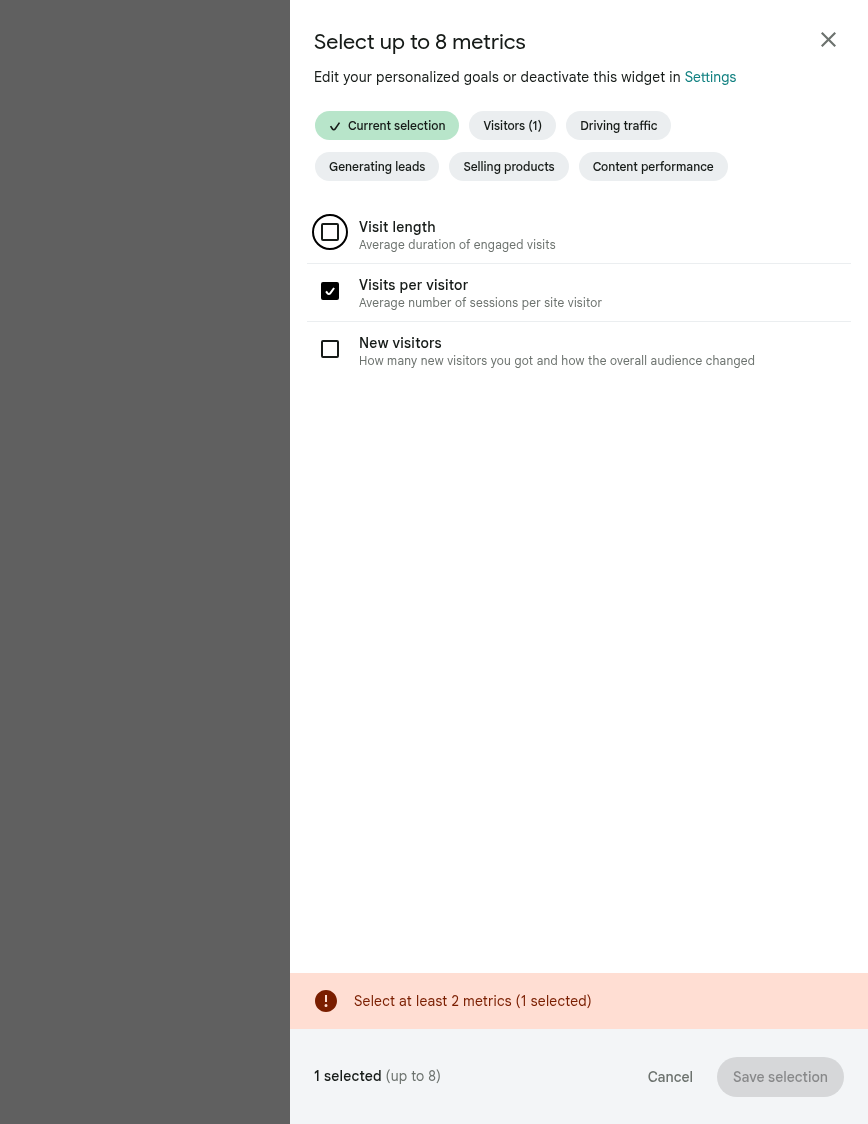 Select up to 8 metrics
Edit your personalized goals or deactivate this widget in Settings
Current selection
Visitors (1)
Driving traffic
Generating leads
Selling products
Content performance
Visit length
Average duration of engaged visits
Visits per visitor
Average number of sessions per site visitor
New visitors
How many new visitors you got and how the overall audience changed
Select at least 2 metrics (1 selected)
1 selected (up to 8)
Cancel
Save selection